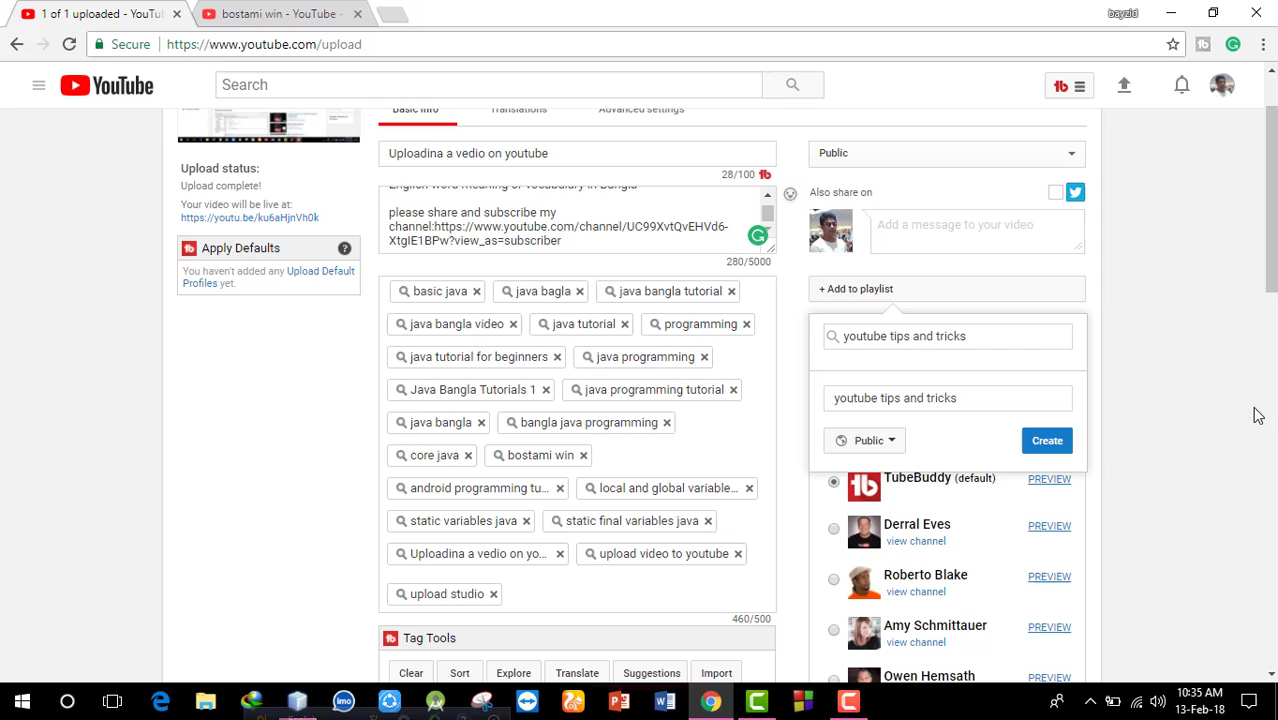 1 of 1 uploaded - YouTu
bostami win - YouTube -
bayzid
Secure
https://www.youtube.com/upload
YouTube
Search
Basic info
Translations
Advanced settings
Upload status:
Upload complete!
Your video will be live at:
https://youtu.be/ku6aHjnVh0k
Apply Defaults
You haven't added any Upload Default
Profiles yet.
Uploadina a vedio on youtube
28/100
English word meaning or vocabulary in Bangla
please share and subscribe my
channel:https://www.youtube.com/channel/UC99XvtQvEHVd6-
XtgIE1BPw?view_as=subscriber
280/5000
basic java
java bagla
java bangla tutorial
java bangla video
java tutorial
programming
java tutorial for beginners
java programming
Java Bangla Tutorials 1
java programming tutorial
java bangla
bangla java programming
core java
bostami win
android programming tu...
local and global variable...
static variables java
static final variables java
Uploadina a vedio on yo...
upload video to youtube
upload studio
460/500
Tag Tools
Clear
Sort
Explore
Translate
Suggestions
Import
Public
Also share on
Add a message to your video
+ Add to playlist
youtube tips and tricks
youtube tips and tricks
Public
Create
TubeBuddy (default)
PREVIEW
Derral Eves
PREVIEW
view channel
Roberto Blake
PREVIEW
view channel
Amy Schmittauer
PREVIEW
view channel
Owen Hemsath
PREVIEW
imo
10:35 AM
13-Feb-18